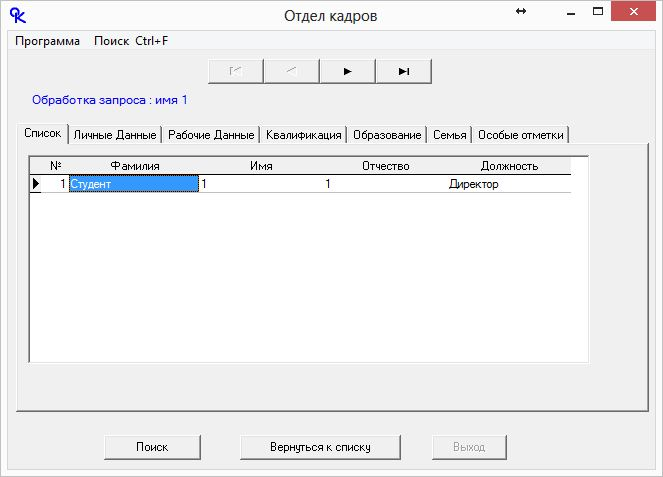 Отдел кадров
Программа Поиск Ctrl+F
Обработка запроса : имя 1
Список Личные Данные Рабочие Данные Квалификация Образование Семья Особые отметки
№ Фамилия Имя Отчество Должность
1 Студент 1 1 Директор
Поиск Вернуться к списку Выход